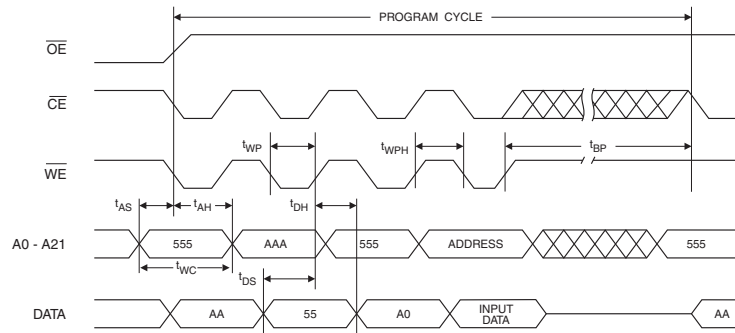 PROGRAM CYCLE
OE
CE
tWP
tWPH
tBP
WE
tAS
tAH
tDH
A0 - A21
555
AAA
555
ADDRESS
555
tWC
tDS
DATA
AA
55
A0
INPUT
DATA
AA